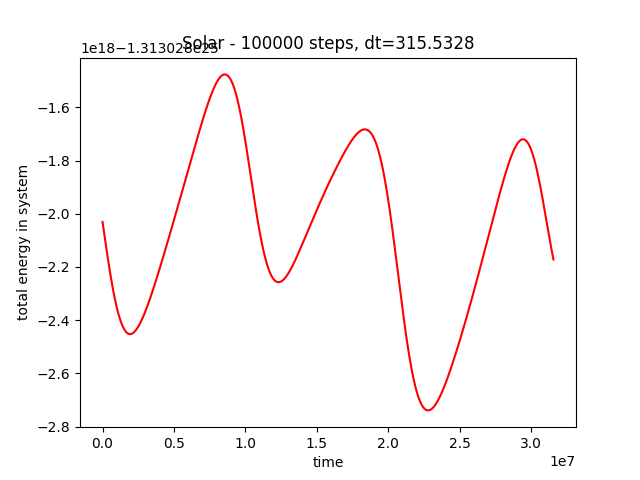 Solar - 100000 steps, dt=315.5328
1e18−1.313028e25
−1.6
−1.8
−2.0
−2.2
−2.4
−2.6
−2.8
total energy in system
0.0 0.5 1.0 1.5 2.0 2.5 3.0
1e7
time